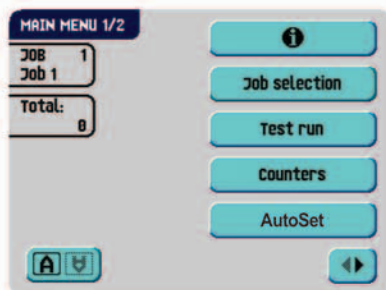 MAIN MENU 1/2
JOB 1
Job 1
Total:
0
i
Job selection
Test run
Counters
AutoSet
A